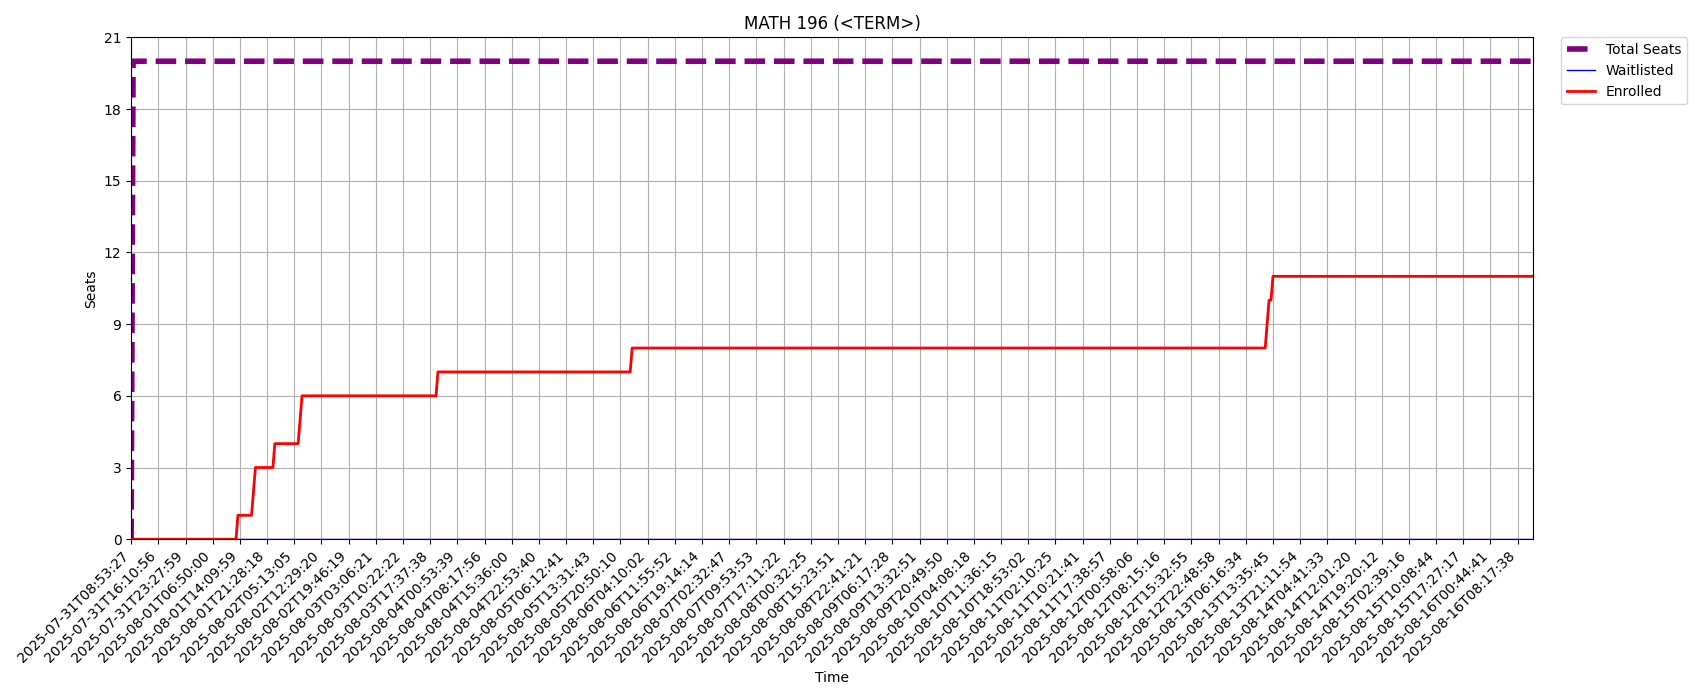 MATH 196 (<TERM>)
Total Seats
Waitlisted
Enrolled
Seats
21
18
15
12
9
6
3
0
2025-07-31T08:53:27
2025-07-31T16:10:56
2025-07-31T23:27:59
2025-08-01T06:50:00
2025-08-01T14:09:59
2025-08-01T21:28:18
2025-08-02T05:13:05
2025-08-02T12:29:20
2025-08-02T19:46:19
2025-08-03T03:06:21
2025-08-03T10:22:22
2025-08-03T17:37:38
2025-08-04T00:53:39
2025-08-04T08:17:56
2025-08-04T15:36:00
2025-08-04T22:53:40
2025-08-05T06:12:41
2025-08-05T13:31:43
2025-08-05T20:50:10
2025-08-06T04:10:02
2025-08-06T11:55:52
2025-08-06T19:14:14
2025-08-07T02:32:47
2025-08-07T09:53:53
2025-08-07T17:11:22
2025-08-08T00:32:25
2025-08-08T15:23:51
2025-08-08T22:41:21
2025-08-09T06:17:28
2025-08-09T13:32:51
2025-08-09T20:49:50
2025-08-10T04:08:18
2025-08-10T11:36:15
2025-08-10T18:53:02
2025-08-11T02:10:25
2025-08-11T10:21:41
2025-08-11T17:38:57
2025-08-12T00:58:06
2025-08-12T08:15:16
2025-08-12T15:32:55
2025-08-12T22:48:58
2025-08-13T06:16:34
2025-08-13T13:35:45
2025-08-13T21:11:54
2025-08-14T04:41:33
2025-08-14T12:01:20
2025-08-14T19:20:12
2025-08-15T02:39:16
2025-08-15T10:08:44
2025-08-15T17:27:17
2025-08-16T00:44:41
2025-08-16T08:17:38
Time